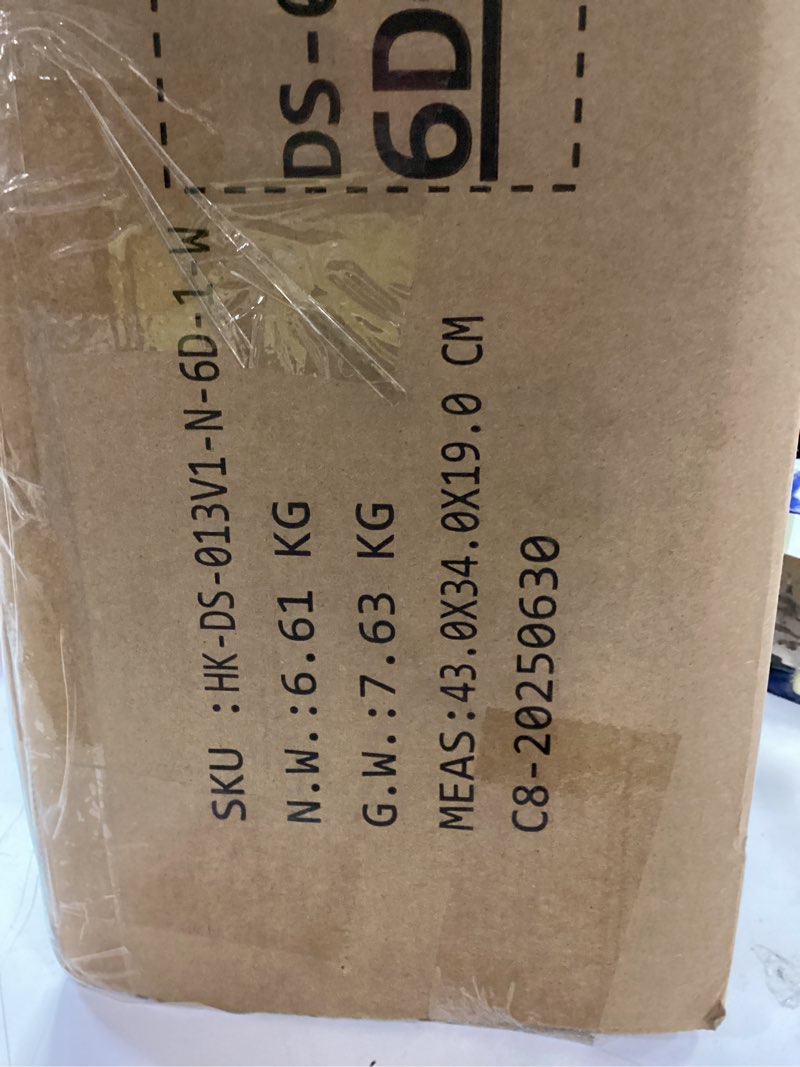 SKU :HK-DS-013V1-N-6D-1-W
N.W.:6.61 KG
G.W.:7.63 KG
MEAS:43.0X34.0X19.0 CM
C8-20250630
DS-0
6D